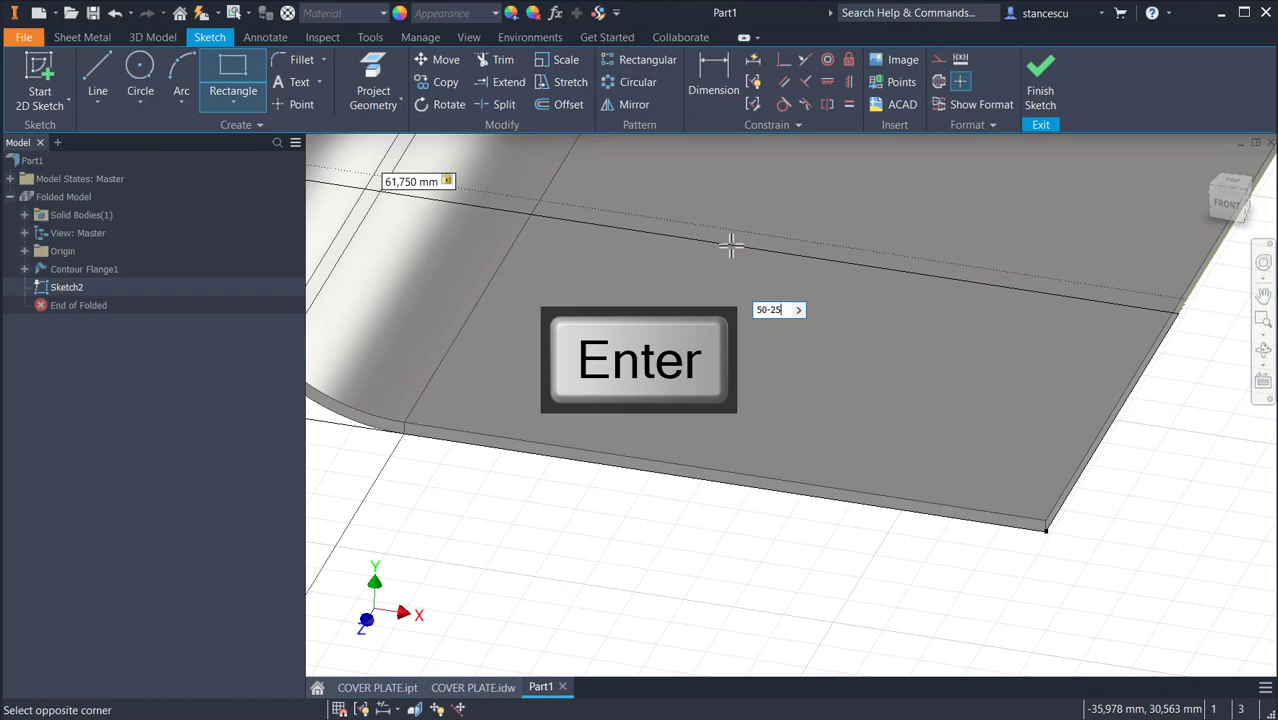 Material
Appearance
Part1
Search Help & Commands...
stancescu
File
Sheet Metal
3D Model
Sketch
Annotate
Inspect
Tools
Manage
View
Environments
Get Started
Collaborate
Start
2D Sketch
Line
Circle
Arc
Rectangle
Fillet
Text
Point
Project
Geometry
Move
Copy
Rotate
Trim
Extend
Split
Scale
Stretch
Offset
Rectangular
Circular
Mirror
Dimension
Image
Points
ACAD
Show Format
Finish
Sketch
Sketch
Create
Modify
Pattern
Constrain
Insert
Format
Exit
Model
Part1
Model States: Master
Folded Model
Solid Bodies(1)
View: Master
Origin
Contour Flange1
Sketch2
End of Folded
61,750 mm
TOP
FRONT
50-25
Enter
Y
X
Z
COVER PLATE.ipt
COVER PLATE.idw
Part1
Select opposite corner
-35,978 mm, 30,563 mm
1
3